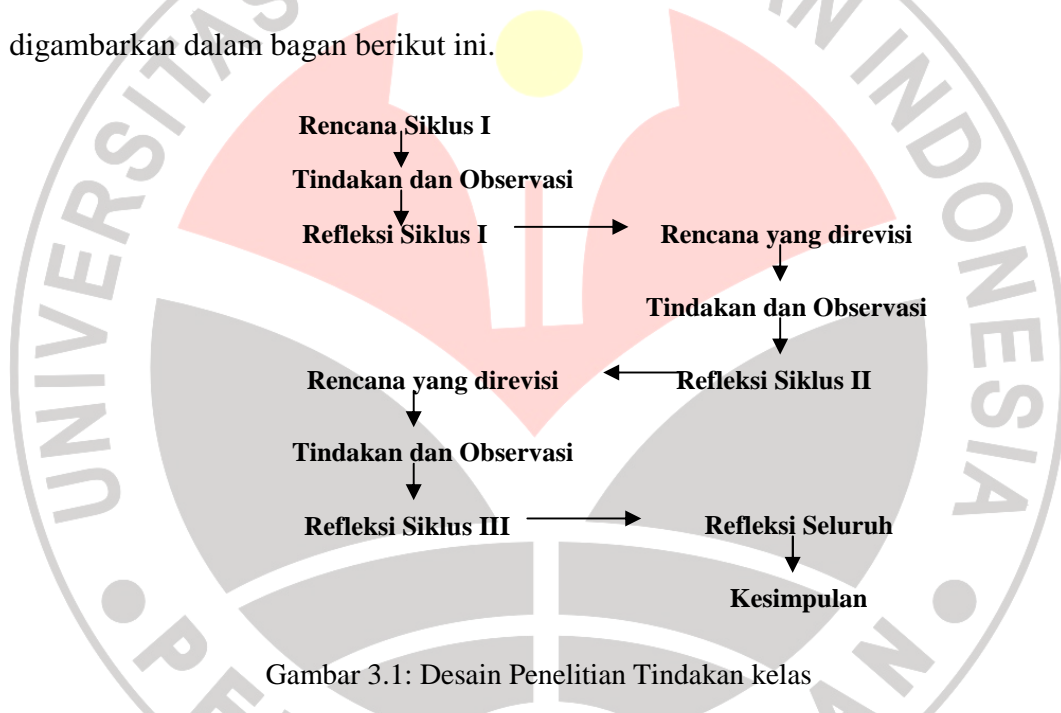 digambarkan dalam bagan berikut ini.
Rencana Siklus I
Tindakan dan Observasi
Refleksi Siklus I
Rencana yang direvisi
Tindakan dan Observasi
Refleksi Siklus II
Rencana yang direvisi
Tindakan dan Observasi
Refleksi Siklus III
Refleksi Seluruh
Kesimpulan
Gambar 3.1: Desain Penelitian Tindakan kelas
INDONESIA